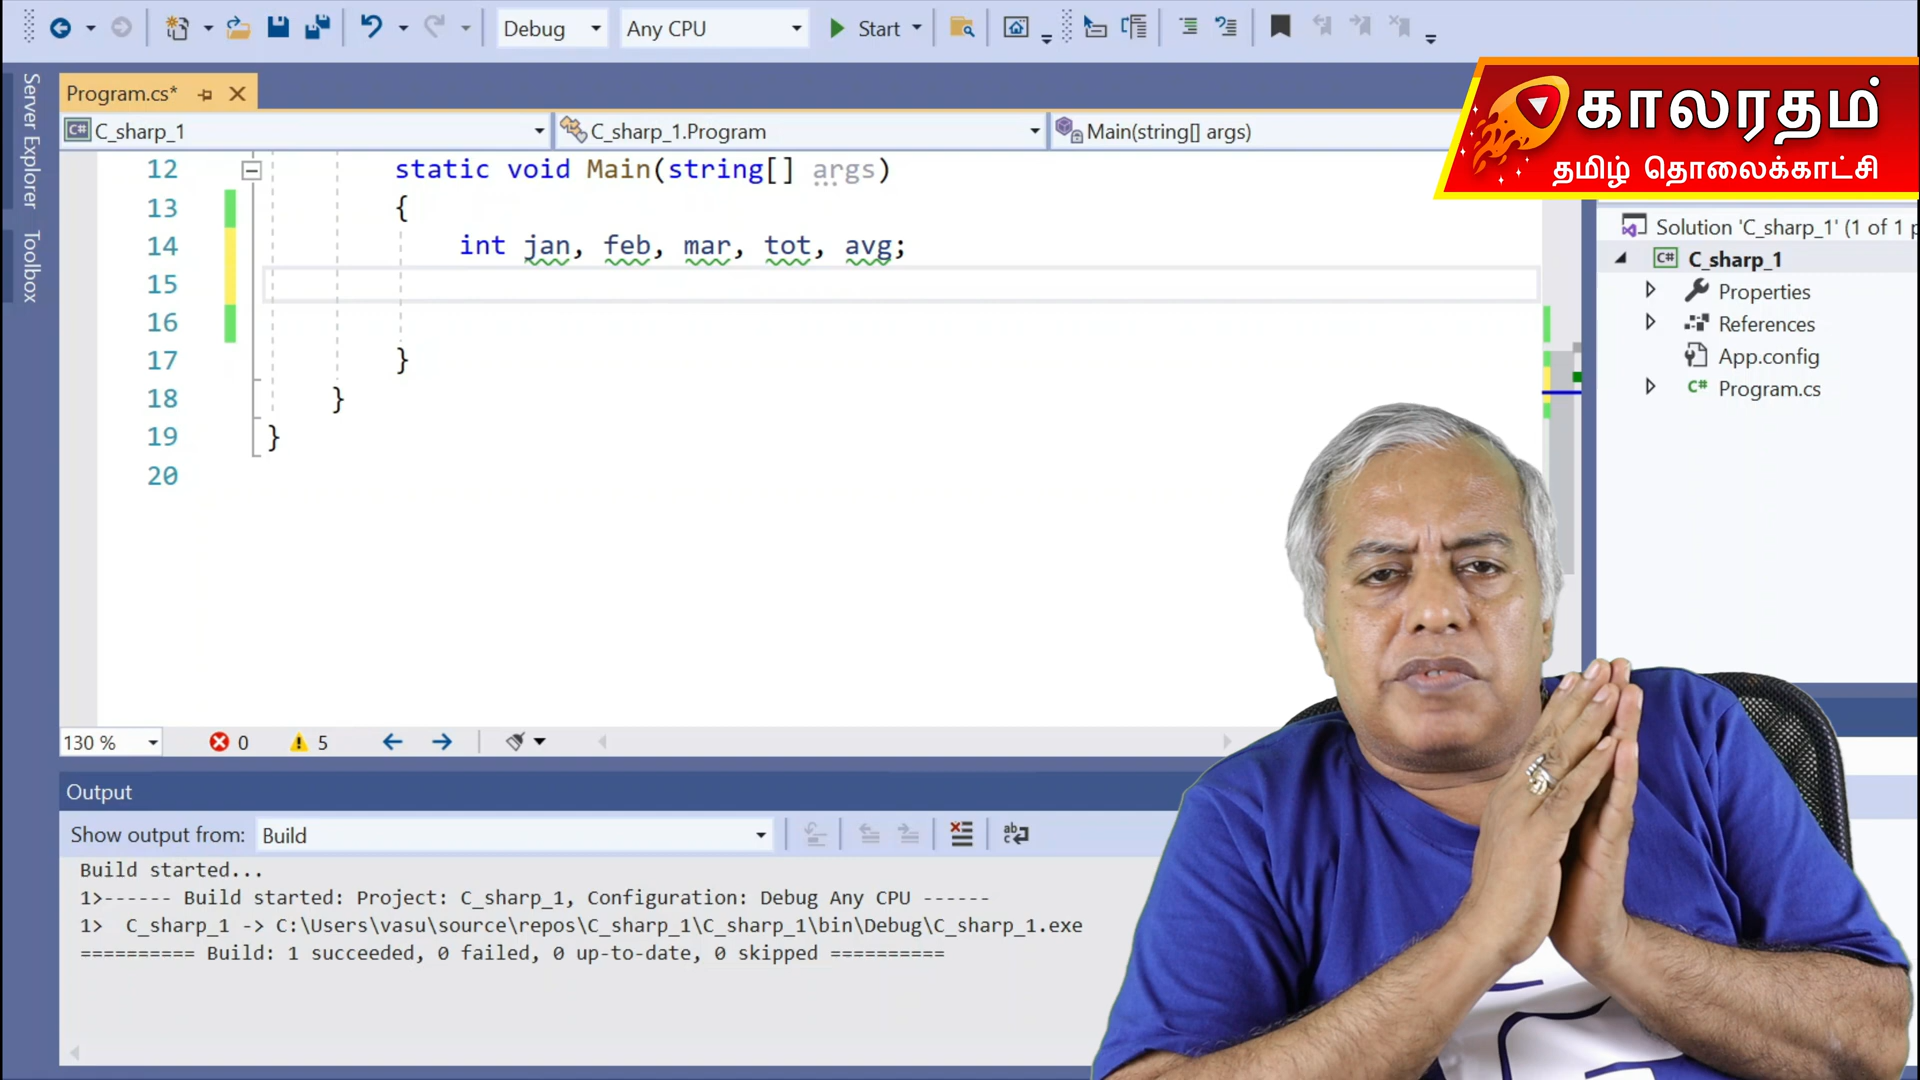 Debug
Any CPU
Start
காலரதம்
தமிழ் தொலைக்காட்சி
Server Explorer
Toolbox
Program.cs*
C_sharp_1
C_sharp_1.Program
Main(string[] args)
12 static void Main(string[] args)
13 {
14 int jan, feb, mar, tot, avg;
15
16
17 }
18 }
19 }
20
Solution 'C_sharp_1' (1 of 1 p
C# C_sharp_1
Properties
References
App.config
C# Program.cs
130 %
0
5
Output
Show output from: Build
Build started...
1>------ Build started: Project: C_sharp_1, Configuration: Debug Any CPU ------
1>  C_sharp_1 -> C:\Users\vasu\source\repos\C_sharp_1\C_sharp_1\bin\Debug\C_sharp_1.exe
========== Build: 1 succeeded, 0 failed, 0 up-to-date, 0 skipped ==========